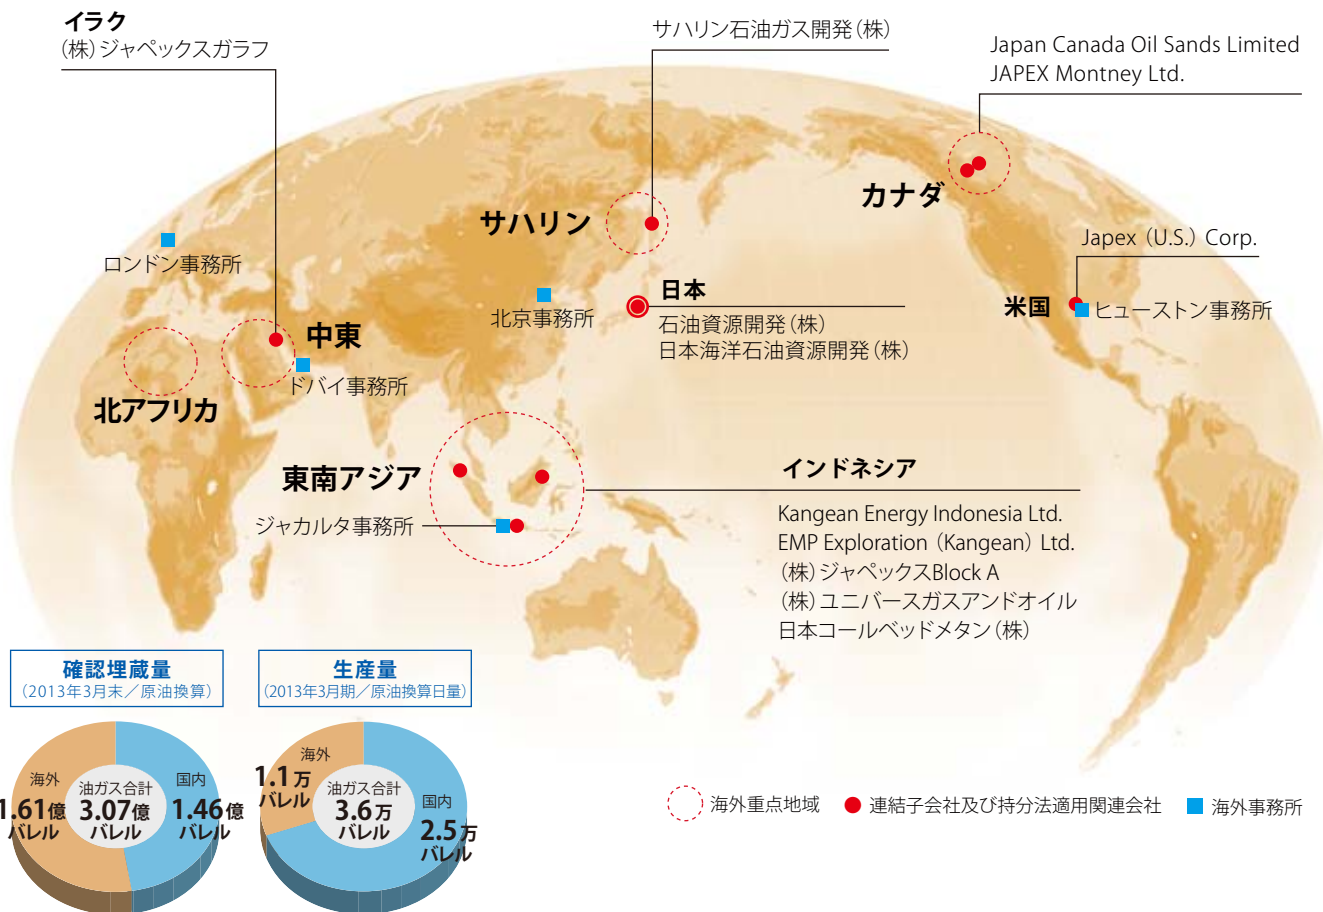 イラク
(株)ジャペックスガラフ
サハリン石油ガス開発(株)
Japan Canada Oil Sands Limited
JAPEX Montney Ltd.
カナダ
サハリン
Japex (U.S.) Corp.
ロンドン事務所
日本
石油資源開発(株)
日本海洋石油資源開発(株)
北京事務所
米国
ヒューストン事務所
中東
ドバイ事務所
北アフリカ
東南アジア
ジャカルタ事務所
インドネシア
Kangean Energy Indonesia Ltd.
EMP Exploration (Kangean) Ltd.
(株)ジャペックスBlock A
(株)ユニバースガスアンドオイル
日本コールベッドメタン(株)
確認埋蔵量
(2013年3月末/原油換算)
海外
1.61億
バレル
油ガス合計
3.07億
バレル
国内
1.46億
バレル
生産量
(2013年3月期/原油換算日量)
海外
1.1万
バレル
油ガス合計
3.6万
バレル
国内
2.5万
バレル
海外重点地域
連結子会社及び持分法適用関連会社
海外事務所